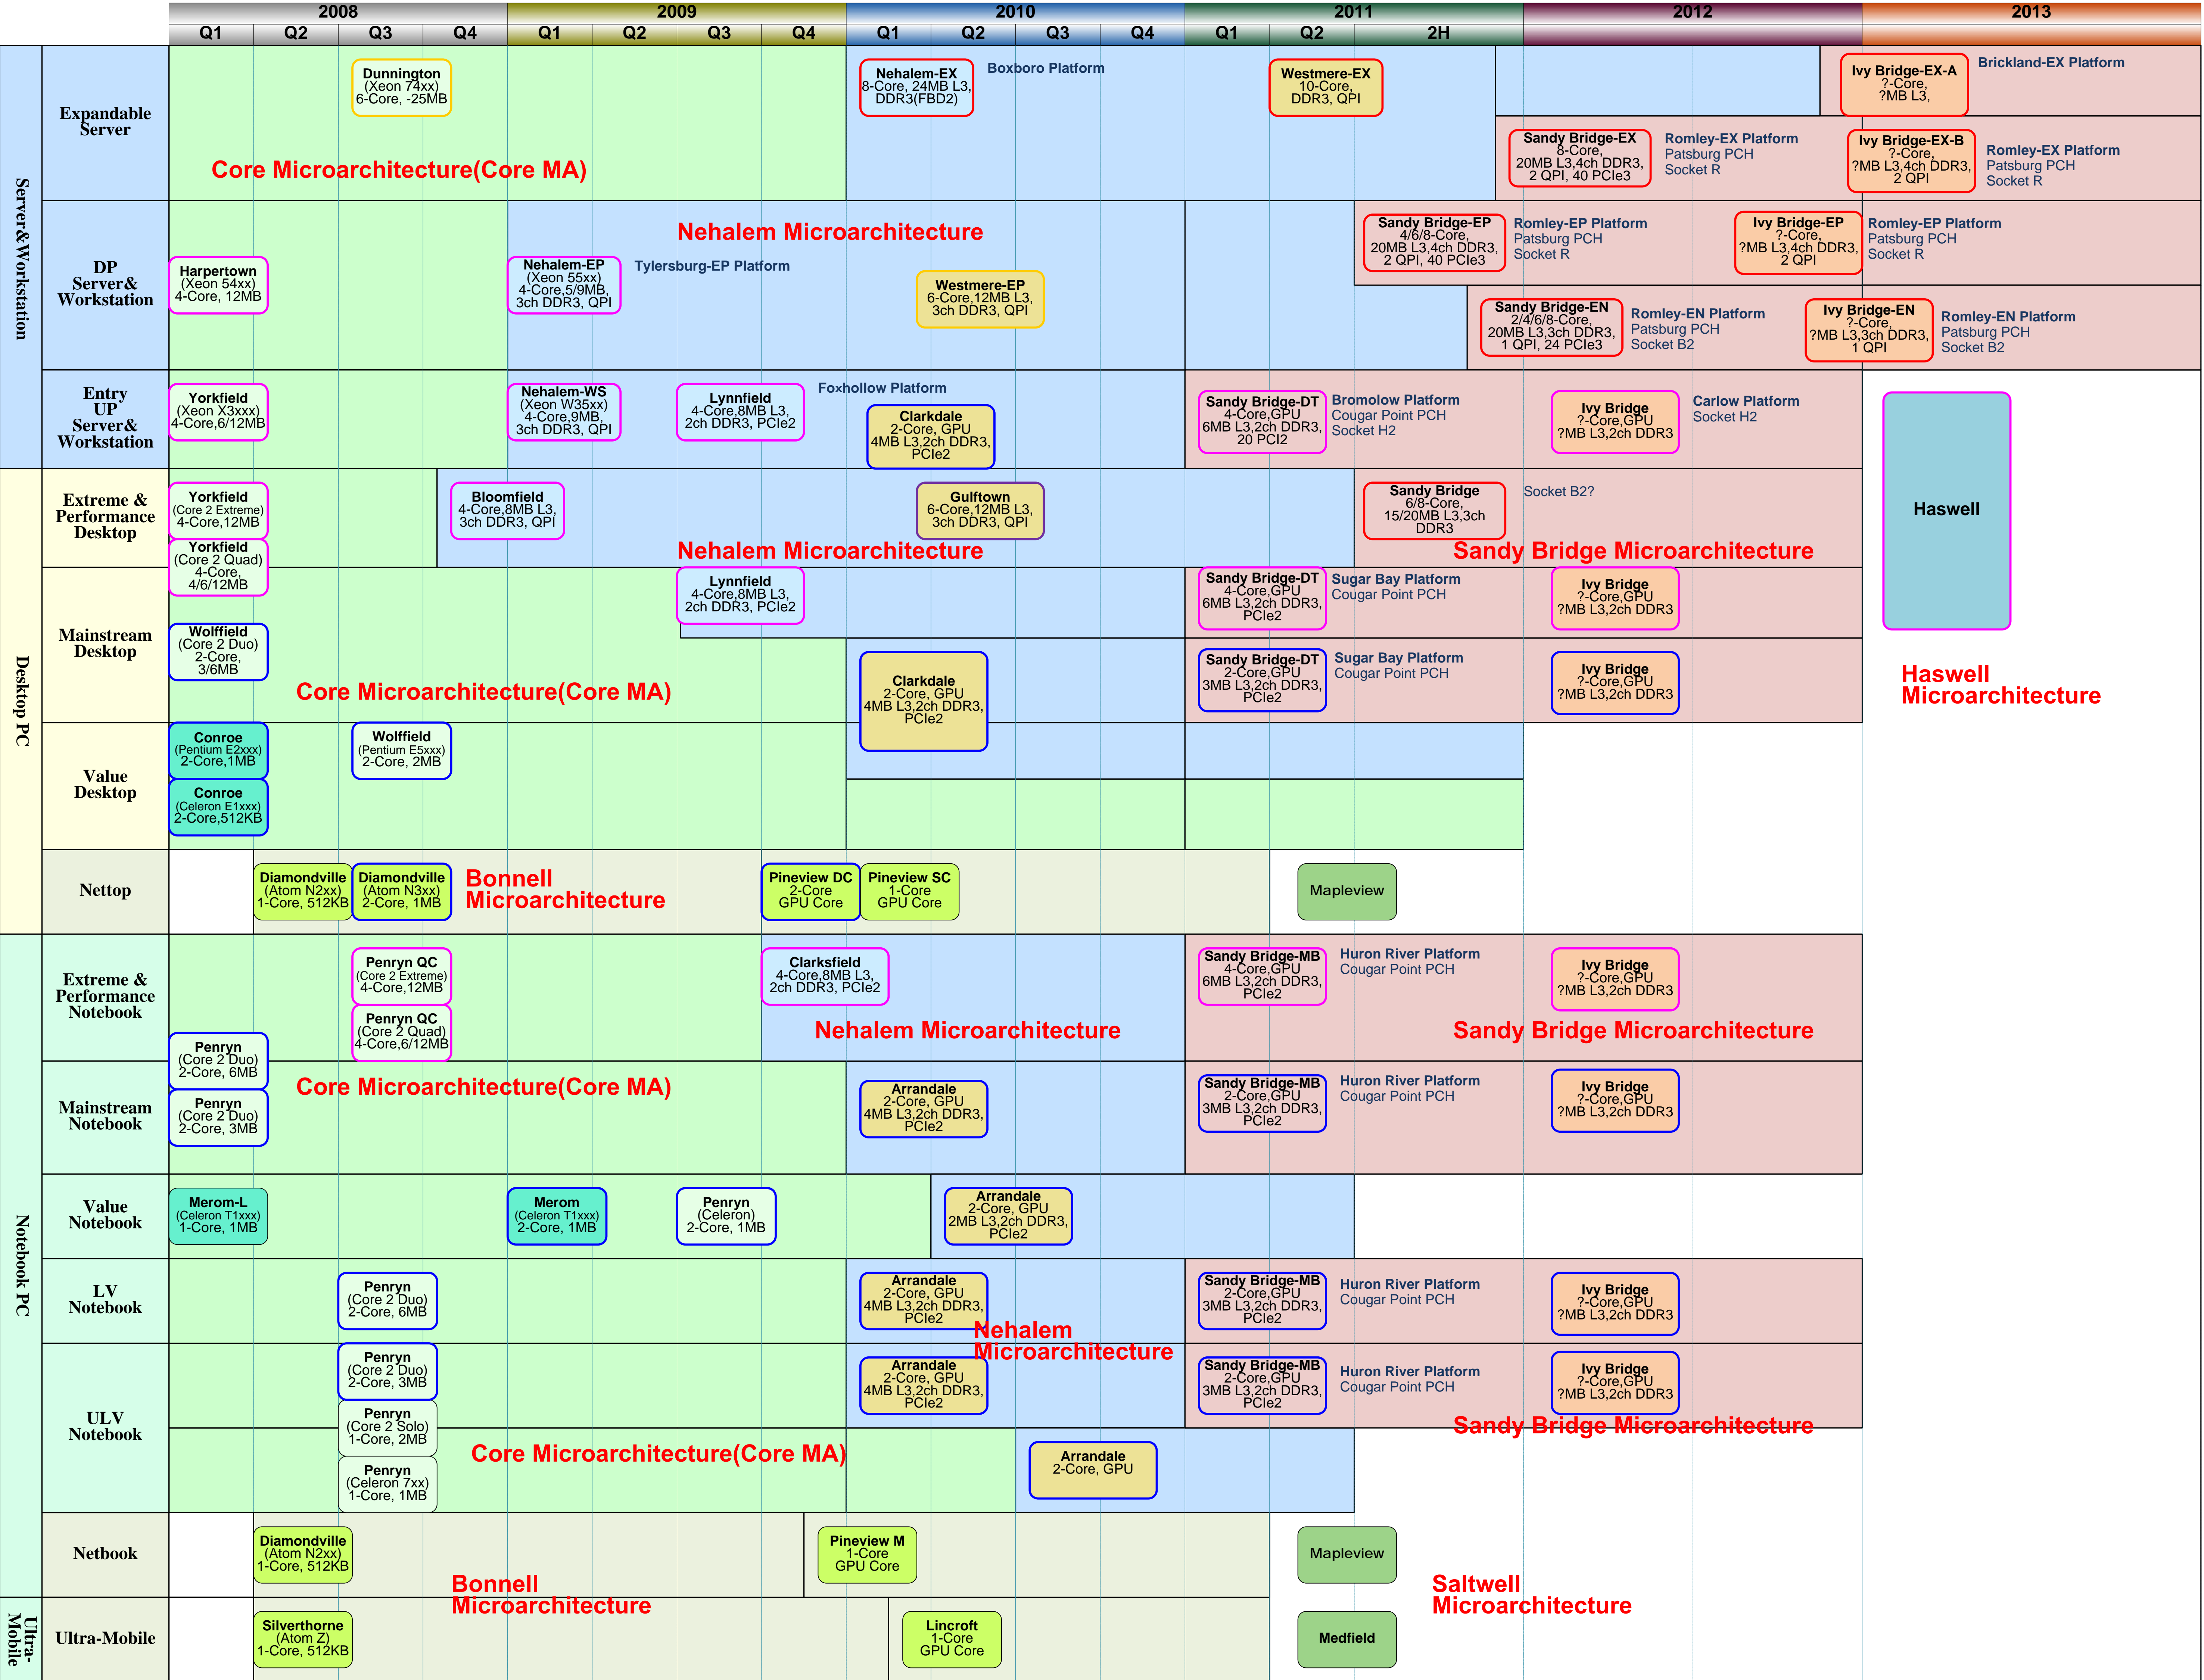 2008
2009
2010
2011
2012
2013
Q1
Q2
Q3
Q4
Q1
Q2
Q3
Q4
Q1
Q2
Q3
Q4
Q1
Q2
2H
Server&Workstation
Expandable
Server
Dunnington
(Xeon 74xx)
6-Core, -25MB
Nehalem-EX
8-Core, 24MB L3,
DDR3(FBD2)
Boxboro Platform
Westmere-EX
10-Core,
DDR3, QPI
Ivy Bridge-EX-A
?-Core,
?MB L3,
Brickland-EX Platform
Sandy Bridge-EX
8-Core,
20MB L3,4ch DDR3,
2 QPI, 40 PCIe3
Romley-EX Platform
Patsburg PCH
Socket R
Ivy Bridge-EX-B
?-Core,
?MB L3,4ch DDR3,
2 QPI
Romley-EX Platform
Patsburg PCH
Socket R
Core Microarchitecture(Core MA)
DP
Server&
Workstation
Nehalem Microarchitecture
Harpertown
(Xeon 54xx)
4-Core, 12MB
Nehalem-EP
(Xeon 55xx)
4-Core,5/9MB,
3ch DDR3, QPI
Tylersburg-EP Platform
Westmere-EP
6-Core,12MB L3,
3ch DDR3, QPI
Sandy Bridge-EP
4/6/8-Core,
20MB L3,4ch DDR3,
2 QPI, 40 PCIe3
Romley-EP Platform
Patsburg PCH
Socket R
Ivy Bridge-EP
?-Core,
?MB L3,4ch DDR3,
2 QPI
Romley-EP Platform
Patsburg PCH
Socket R
Sandy Bridge-EN
2/4/6/8-Core,
20MB L3,3ch DDR3,
1 QPI, 24 PCIe3
Romley-EN Platform
Patsburg PCH
Socket B2
Ivy Bridge-EN
?-Core,
?MB L3,3ch DDR3,
1 QPI
Romley-EN Platform
Patsburg PCH
Socket B2
Entry
UP
Server&
Workstation
Yorkfield
(Xeon X3xxx)
4-Core,6/12MB
Nehalem-WS
(Xeon W35xx)
4-Core,9MB,
3ch DDR3, QPI
Lynnfield
4-Core,8MB L3,
2ch DDR3, PCIe2
Foxhollow Platform
Clarkdale
2-Core, GPU
4MB L3,2ch DDR3,
PCIe2
Sandy Bridge-DT
4-Core,GPU
6MB L3,2ch DDR3,
20 PCI2
Bromolow Platform
Cougar Point PCH
Socket H2
Ivy Bridge
?-Core,GPU
?MB L3,2ch DDR3
Carlow Platform
Socket H2
Haswell
Haswell
Microarchitecture
Desktop PC
Extreme &
Performance
Desktop
Yorkfield
(Core 2 Extreme)
4-Core,12MB
Yorkfield
(Core 2 Quad)
4-Core,
4/6/12MB
Bloomfield
4-Core,8MB L3,
3ch DDR3, QPI
Gulftown
6-Core,12MB L3,
3ch DDR3, QPI
Sandy Bridge
6/8-Core,
15/20MB L3,3ch
DDR3
Socket B2?
Nehalem Microarchitecture
Sandy Bridge Microarchitecture
Mainstream
Desktop
Lynnfield
4-Core,8MB L3,
2ch DDR3, PCIe2
Sandy Bridge-DT
4-Core,GPU
6MB L3,2ch DDR3,
PCIe2
Sugar Bay Platform
Cougar Point PCH
Ivy Bridge
?-Core,GPU
?MB L3,2ch DDR3
Wolffield
(Core 2 Duo)
2-Core,
3/6MB
Core Microarchitecture(Core MA)
Clarkdale
2-Core, GPU
4MB L3,2ch DDR3,
PCIe2
Sandy Bridge-DT
2-Core,GPU
3MB L3,2ch DDR3,
PCIe2
Sugar Bay Platform
Cougar Point PCH
Ivy Bridge
?-Core,GPU
?MB L3,2ch DDR3
Value
Desktop
Conroe
(Pentium E2xxx)
2-Core,1MB
Wolffield
(Pentium E5xxx)
2-Core, 2MB
Conroe
(Celeron E1xxx)
2-Core,512KB
Nettop
Diamondville
(Atom N2xx)
1-Core, 512KB
Diamondville
(Atom N3xx)
2-Core, 1MB
Bonnell
Microarchitecture
Pineview DC
2-Core
GPU Core
Pineview SC
1-Core
GPU Core
Mapleview
Notebook PC
Extreme &
Performance
Notebook
Penryn QC
(Core 2 Extreme)
4-Core,12MB
Penryn QC
(Core 2 Quad)
4-Core,6/12MB
Clarksfield
4-Core,8MB L3,
2ch DDR3, PCIe2
Sandy Bridge-MB
4-Core,GPU
6MB L3,2ch DDR3,
PCIe2
Huron River Platform
Cougar Point PCH
Ivy Bridge
?-Core,GPU
?MB L3,2ch DDR3
Nehalem Microarchitecture
Sandy Bridge Microarchitecture
Penryn
(Core 2 Duo)
2-Core, 6MB
Mainstream
Notebook
Core Microarchitecture(Core MA)
Penryn
(Core 2 Duo)
2-Core, 3MB
Arrandale
2-Core, GPU
4MB L3,2ch DDR3,
PCIe2
Sandy Bridge-MB
2-Core,GPU
3MB L3,2ch DDR3,
PCIe2
Huron River Platform
Cougar Point PCH
Ivy Bridge
?-Core,GPU
?MB L3,2ch DDR3
Value
Notebook
Merom-L
(Celeron T1xxx)
1-Core, 1MB
Merom
(Celeron T1xxx)
2-Core, 1MB
Penryn
(Celeron)
2-Core, 1MB
Arrandale
2-Core, GPU
2MB L3,2ch DDR3,
PCIe2
LV
Notebook
Penryn
(Core 2 Duo)
2-Core, 6MB
Arrandale
2-Core, GPU
4MB L3,2ch DDR3,
PCIe2
Sandy Bridge-MB
2-Core,GPU
3MB L3,2ch DDR3,
PCIe2
Huron River Platform
Cougar Point PCH
Ivy Bridge
?-Core,GPU
?MB L3,2ch DDR3
Nehalem
Microarchitecture
ULV
Notebook
Penryn
(Core 2 Duo)
2-Core, 3MB
Arrandale
2-Core, GPU
4MB L3,2ch DDR3,
PCIe2
Sandy Bridge-MB
2-Core,GPU
3MB L3,2ch DDR3,
PCIe2
Huron River Platform
Cougar Point PCH
Ivy Bridge
?-Core,GPU
?MB L3,2ch DDR3
Sandy Bridge Microarchitecture
Penryn
(Core 2 Solo)
1-Core, 2MB
Core Microarchitecture(Core MA)
Penryn
(Celeron 7xx)
1-Core, 1MB
Arrandale
2-Core, GPU
Netbook
Diamondville
(Atom N2xx)
1-Core, 512KB
Pineview M
1-Core
GPU Core
Mapleview
Bonnell
Microarchitecture
Saltwell
Microarchitecture
Ultra-
Mobile
Ultra-Mobile
Silverthorne
(Atom Z)
1-Core, 512KB
Lincroft
1-Core
GPU Core
Medfield